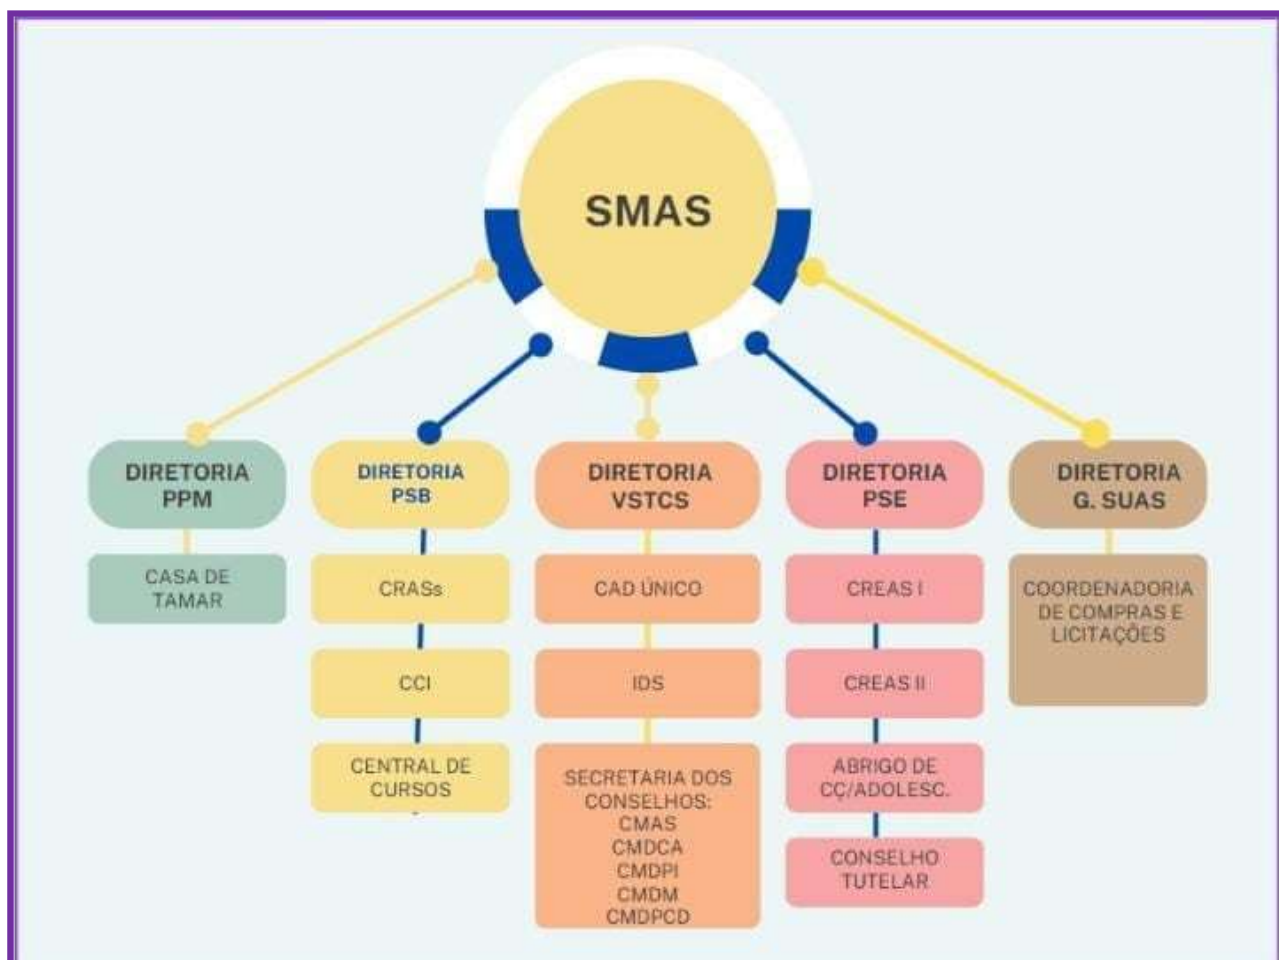 SMAS
DIRETORIA
PPM
CASA DE
TAMAR
DIRETORIA
PSB
CRASs
CCI
CENTRAL DE
CURSOS
DIRETORIA
VSTCS
CAD ÚNICO
IDS
SECRETARIA DOS
CONSELHOS:
CMAS
CMDCA
CMDPI
CMDM
CMDPCD
DIRETORIA
PSE
CREAS I
CREAS II
ABRIGO DE
CÇ/ADOLESC.
CONSELHO
TUTELAR
DIRETORIA
G. SUAS
COORDENADORIA
DE COMPRAS E
LICITAÇÕES